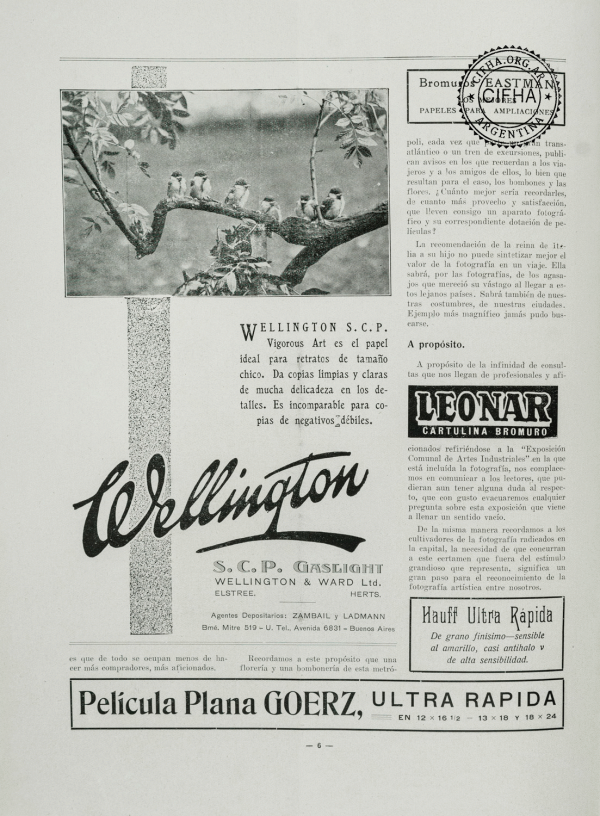 Bromuros EASTMAN
PAPELES PARA AMPLIACIONES
CIFHA.ORG.AR
CIFHA
ARGENTINA
WELLINGTON S.C.P.
Vigorous Art es el papel
ideal para retratos de tamaño
chico. Da copias limpias y claras
de mucha delicadeza en los de-
talles. Es incomparable para co-
pias de negativos débiles.
Wellington
S.C.P. GASLIGHT
WELLINGTON & WARD Ltd.
ELSTREE. HERTS.
Agentes Depositarios: ZAMBAIL y LADMANN
Bmé. Mitre 519 – U. Tel., Avenida 6831 – Buenos Aires
es que de todo se ocupan menos de ha-
cer más compradores, más aficionados.
Recordamos a este propósito que una
florería y una bombonería de esta metró-
poli, cada vez que trans-
atlántico o un tren de excursiones, publi-
can avisos en los que recuerdan a los via-
jeros y a los amigos de ellos, lo bien que
resultan para el caso, los bombones y las
flores. ¿Cuánto mejor sería recordarles,
de cuanto más provecho y satisfacción,
que lleven consigo un aparato fotográ-
fico y su correspondiente dotación de pe-
lículas?
La recomendación de la reina de Ita-
lia a su hijo no puede sintetizar mejor el
valor de la fotografía en un viaje. Ella
sabrá, por las fotografías, de los agasa-
jos que mereció su vástago al llegar a es-
tos lejanos países. Sabrá también de nues-
tras costumbres, de nuestras ciudades.
Ejemplo más magnífico jamás pudo bus-
carse.
A propósito.
A propósito de la infinidad de consul-
tas que nos llegan de profesionales y afi-
LEONAR
CARTULINA BROMURO
cionados refiriéndose a la "Exposición
Comunal de Artes Industriales" en la que
está incluída la fotografía, nos complace-
mos en comunicar a los lectores, que pu-
dieran aun tener alguna duda al respec-
to, que con gusto evacuaremos cualquier
pregunta sobre esta exposición que viene
a llenar un sentido vacío.
De la misma manera recordamos a los
cultivadores de la fotografía radicados en
la capital, la necesidad de que concurran
a este certamen que fuera del estímulo
grandioso que representa, significa un
gran paso para el reconocimiento de la
fotografía artística entre nosotros.
Hauff Ultra Rápida
De grano finísimo—sensible
al amarillo, casi antihalo y
de alta sensibilidad.
Película Plana GOERZ, ULTRA RAPIDA
EN 12 × 16 1/2 – 13 × 18 Y 18 × 24
— 6 —